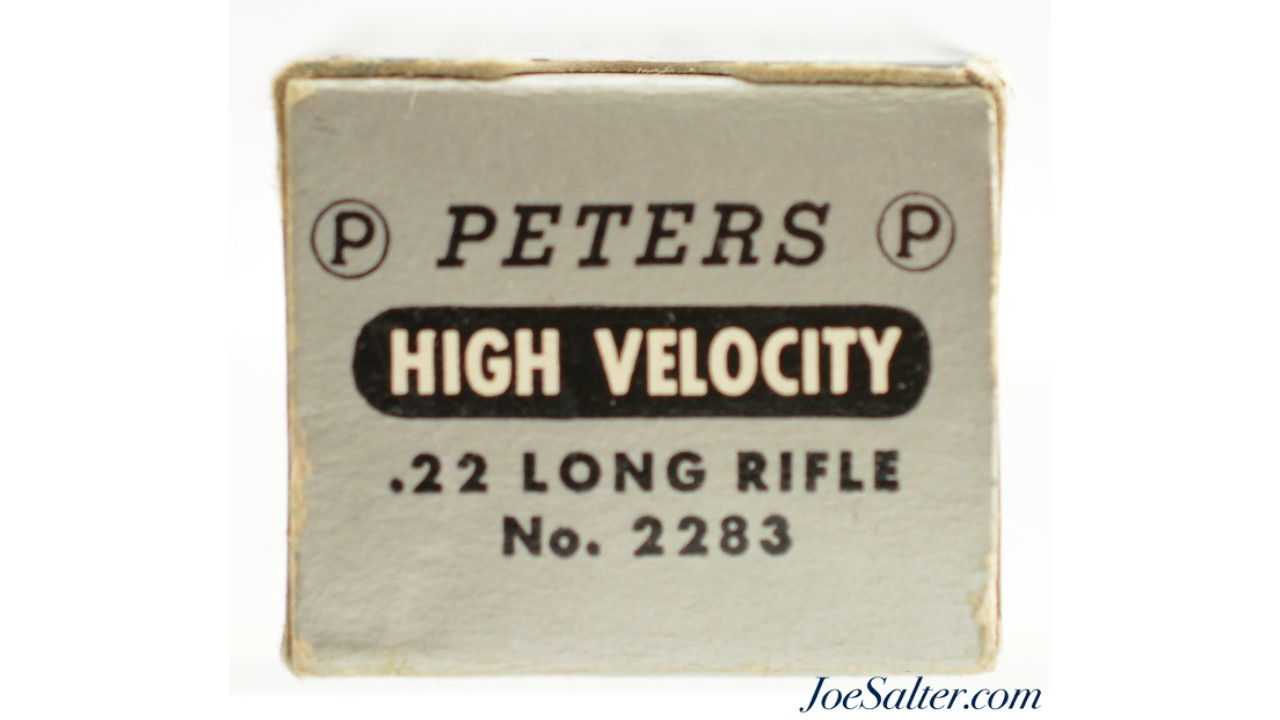 P PETERS P
HIGH VELOCITY
.22 LONG RIFLE
No. 2283
JoeSalter.com